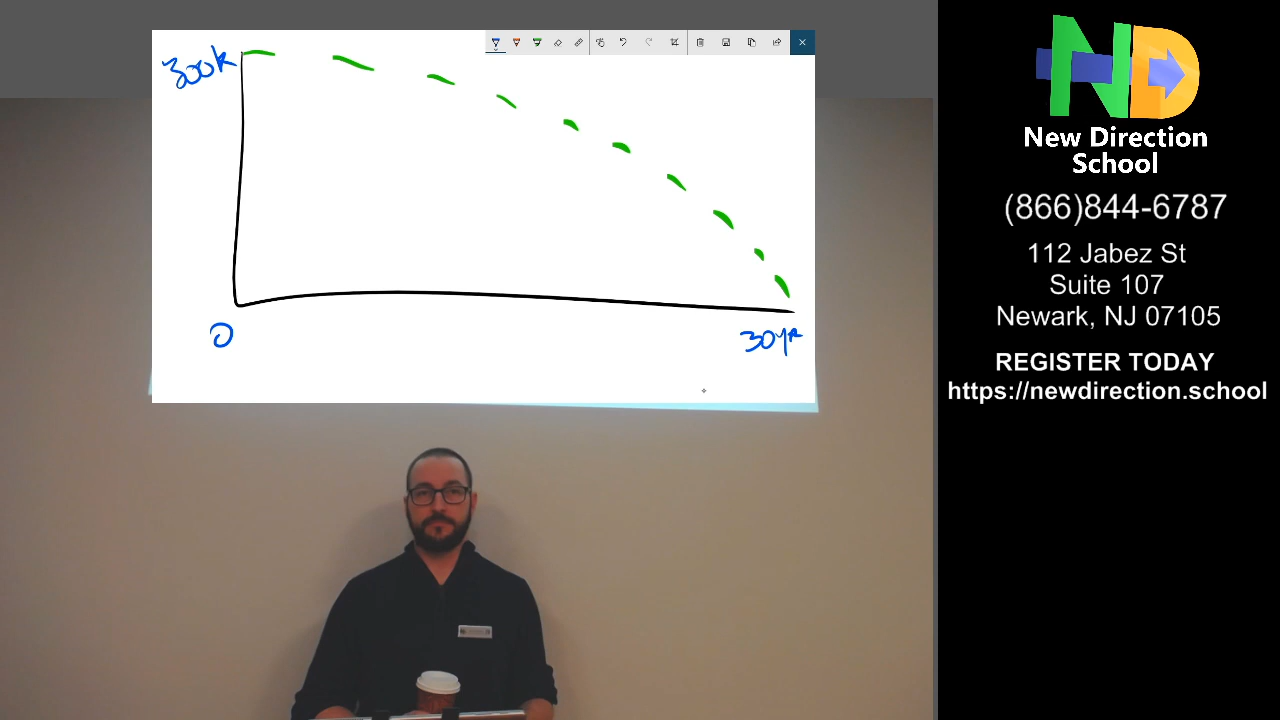 300k
0
30yr
ND
New Direction
School
(866)844-6787
112 Jabez St
Suite 107
Newark, NJ 07105
REGISTER TODAY
https://newdirection.school